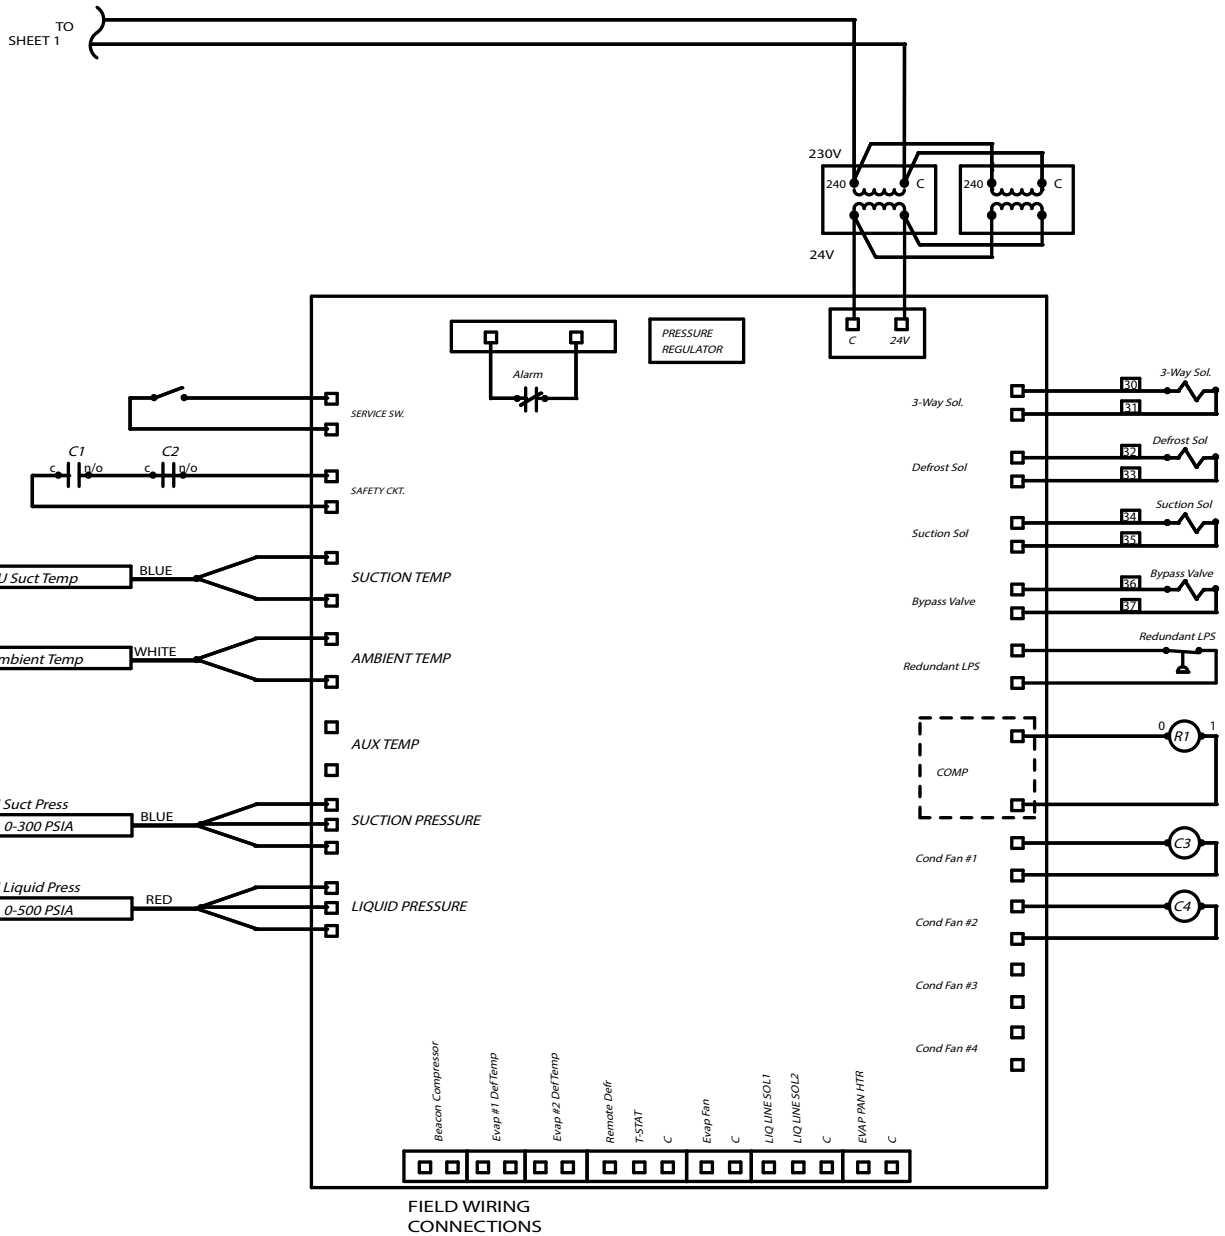 TO
SHEET 1
230V
240
C
240
C
24V
PRESSURE
REGULATOR
C
24V
Alarm
SERVICE SW.
C1
C2
c
n/o
c
n/o
SAFETY CKT.
U Suct Temp
BLUE
SUCTION TEMP
mbient Temp
WHITE
AMBIENT TEMP
AUX TEMP
Suct Press
0-300 PSIA
BLUE
SUCTION PRESSURE
Liquid Press
0-500 PSIA
RED
LIQUID PRESSURE
3-Way Sol.
30
31
3-Way Sol.
Defrost Sol
32
33
Defrost Sol
Suction Sol
34
35
Suction Sol
Bypass Valve
36
37
Bypass Valve
Redundant LPS
Redundant LPS
COMP
0
R1
1
Cond Fan #1
C3
Cond Fan #2
C4
Cond Fan #3
Cond Fan #4
Beacon Compressor
Evap #1 DefTemp
Evap #2 DefTemp
Remote Defr
T-STAT
C
Evap Fan
C
LIQ LINE SOL1
LIQ LINE SOL2
C
EVAP PAN HTR
C
FIELD WIRING
CONNECTIONS